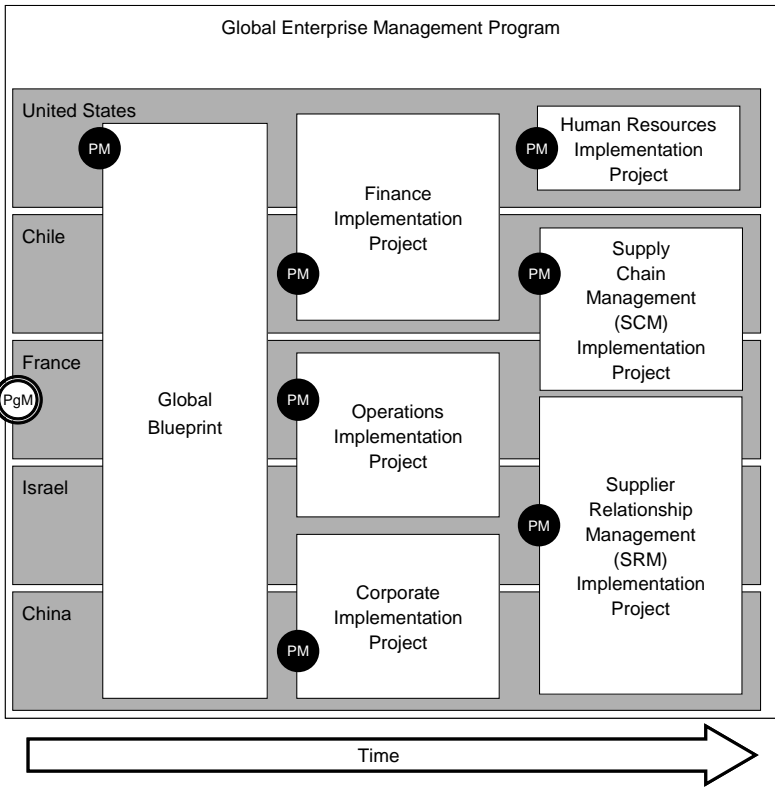 Global Enterprise Management Program
United States
PM
Global
Blueprint
PM
Finance
Implementation
Project
PM
Human Resources
Implementation
Project
Chile
PM
Supply
Chain
Management
(SCM)
Implementation
Project
France
PgM
PM
Operations
Implementation
Project
Israel
PM
Supplier
Relationship
Management
(SRM)
Implementation
Project
China
PM
Corporate
Implementation
Project
Time